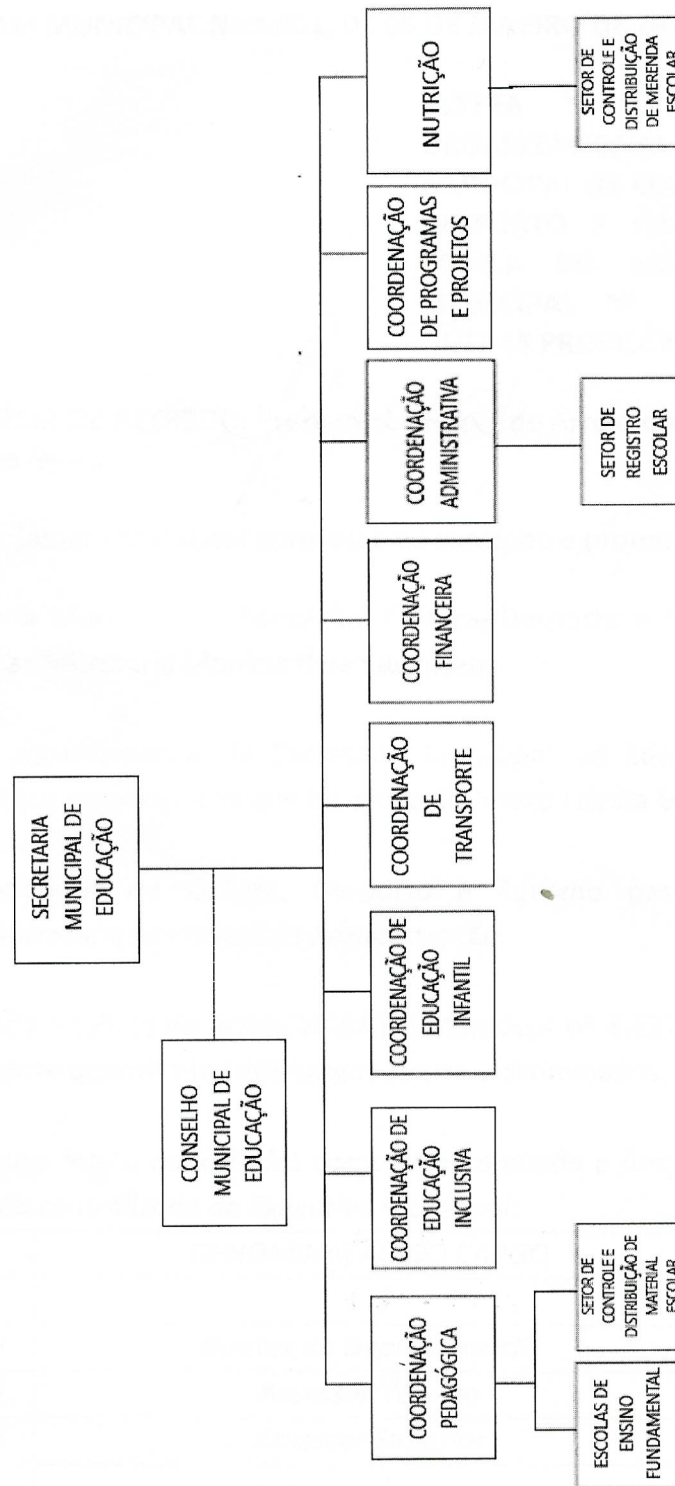 SECRETARIA
MUNICIPAL DE
EDUCAÇÃO
CONSELHO
MUNICIPAL DE
EDUCAÇÃO
COORDENAÇÃO
PEDAGÓGICA
COORDENAÇÃO DE
EDUCAÇÃO
INCLUSIVA
COORDENAÇÃO DE
EDUCAÇÃO
INFANTIL
COORDENAÇÃO
DE
TRANSPORTE
COORDENAÇÃO
FINANCEIRA
COORDENAÇÃO
ADMINISTRATIVA
COORDENAÇÃO
DE PROGRAMAS
E PROJETOS
NUTRIÇÃO
ESCOLAS DE
ENSINO
FUNDAMENTAL
SETOR DE
CONTROLE E
DISTRIBUIÇÃO DE
MATERIAL
ESCOLAR
SETOR DE
REGISTRO
ESCOLAR
SETOR DE
CONTROLE E
DISTRIBUIÇÃO
DE MERENDA
ESCOLAR